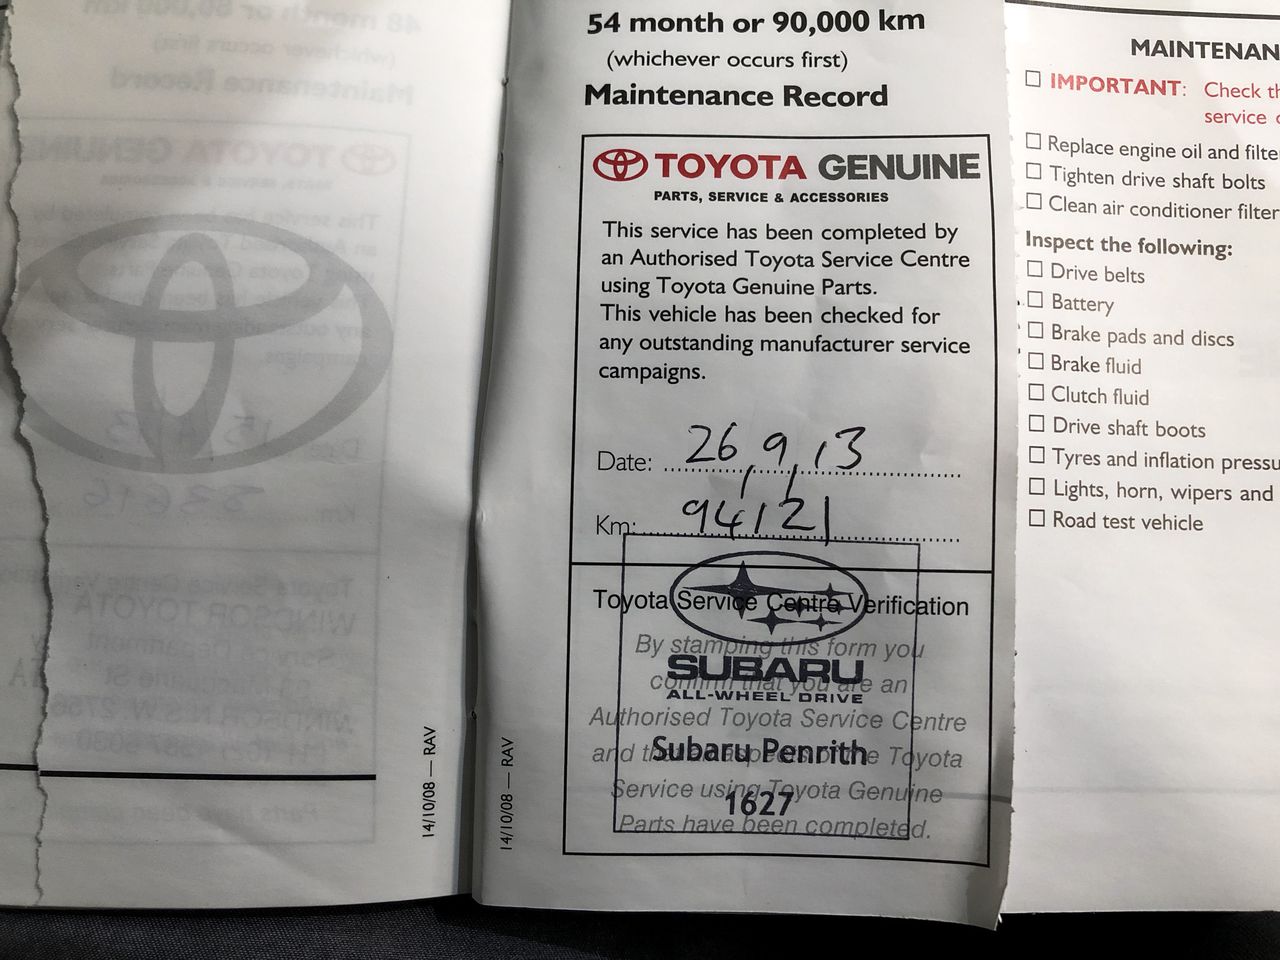 54 month or 90,000 km
(whichever occurs first)
Maintenance Record
TOYOTA GENUINE
PARTS, SERVICE & ACCESSORIES
This service has been completed by
an Authorised Toyota Service Centre
using Toyota Genuine Parts.
This vehicle has been checked for
any outstanding manufacturer service
campaigns.
Date: 26,9,13
Km: 94121
Toyota Service Centre Verification
By stamping this form you
confirm that you are an
Authorised Toyota Service Centre
and that all aspects of the Toyota
Service using Toyota Genuine
Parts have been completed.
SUBARU
ALL-WHEEL DRIVE
Subaru Penrith
1627
14/10/08 — RAV
14/10/08 — RAV
IMPORTANT: Check
service
Replace engine oil and
Tighten drive shaft bolts
Clean air conditioner filter
Inspect the following:
Drive belts
Battery
Brake pads and discs
Brake fluid
Clutch fluid
Drive shaft boots
Tyres and inflation
Lights, horn, wipers and
Road test vehicle